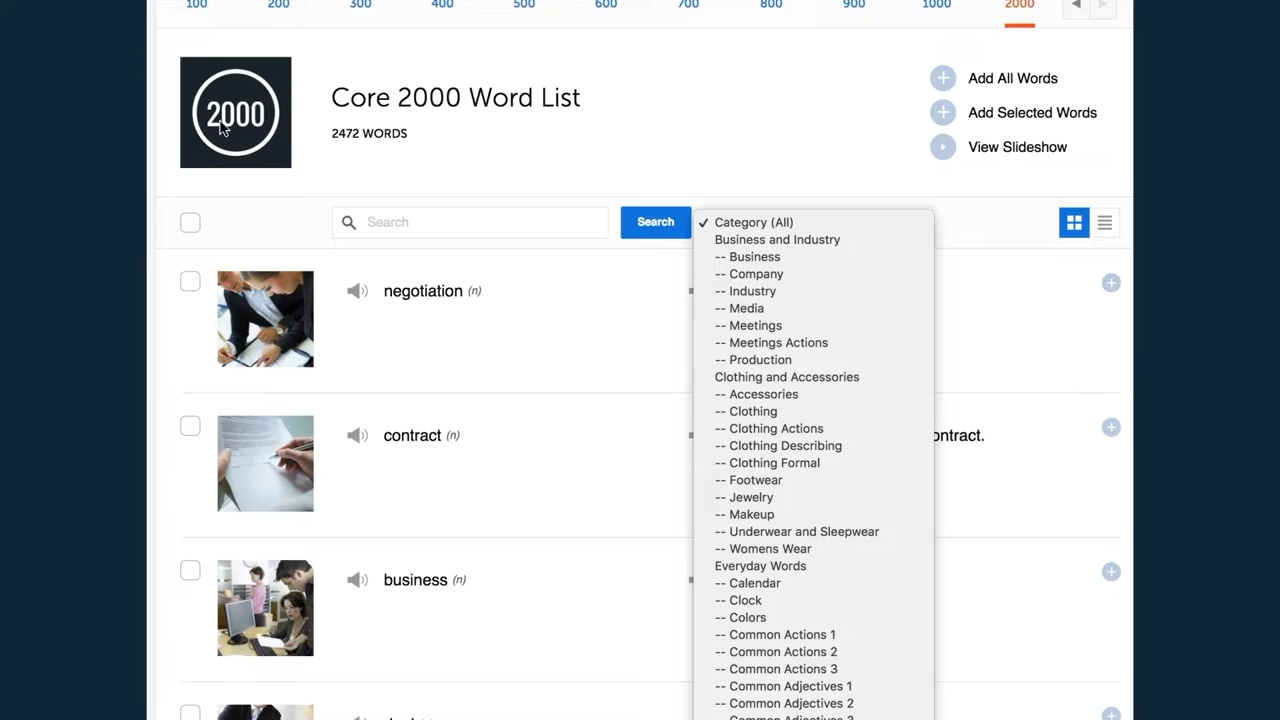 100 200 300 400 500 600 700 800 900 1000 2000
2000
Core 2000 Word List
2472 WORDS
Add All Words
Add Selected Words
View Slideshow
Search
Search
✓ Category (All)
Business and Industry
-- Business
-- Company
-- Industry
-- Media
-- Meetings
-- Meetings Actions
-- Production
Clothing and Accessories
-- Accessories
-- Clothing
-- Clothing Actions
-- Clothing Describing
-- Clothing Formal
-- Footwear
-- Jewelry
-- Makeup
-- Underwear and Sleepwear
-- Womens Wear
Everyday Words
-- Calendar
-- Clock
-- Colors
-- Common Actions 1
-- Common Actions 2
-- Common Actions 3
-- Common Adjectives 1
-- Common Adjectives 2
negotiation (n)
contract (n)
ontract.
business (n)